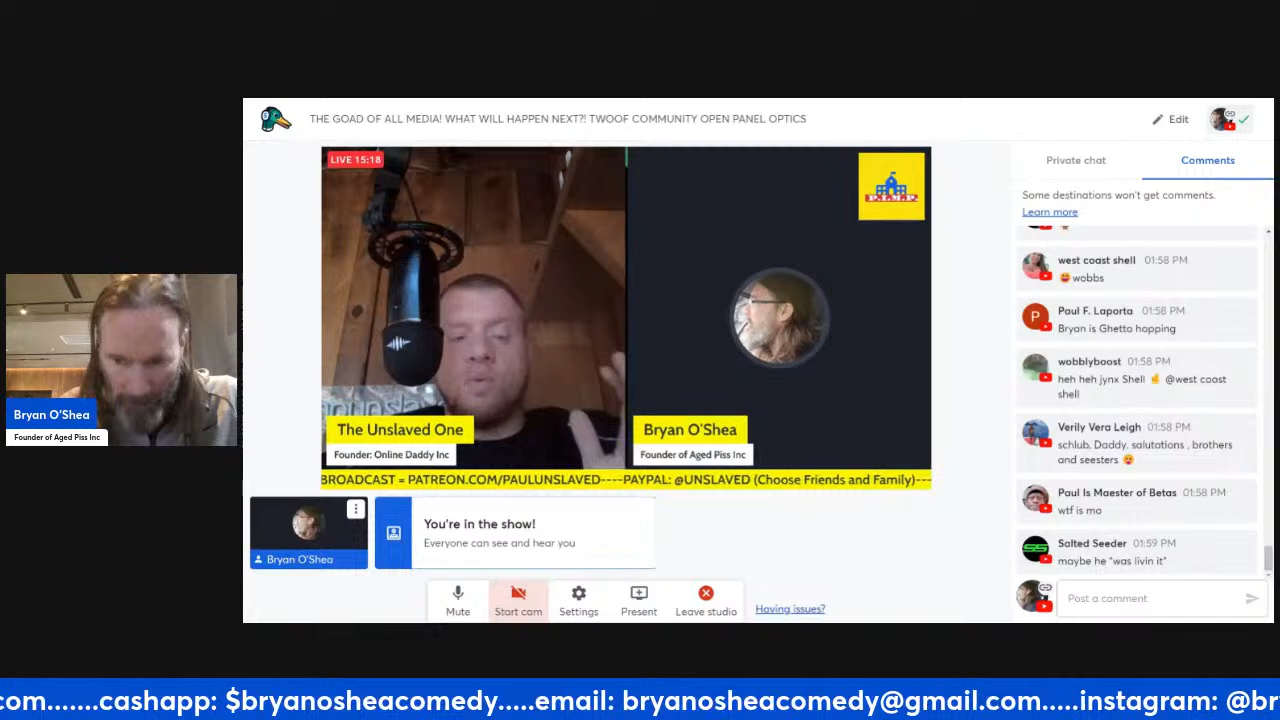 THE GOAD OF ALL MEDIA! WHAT WILL HAPPEN NEXT?! TWOOF COMMUNITY OPEN PANEL OPTICS
Edit
LIVE 15:18
P.I.M.P.
The Unslaved One
Founder: Online Daddy Inc
Bryan O'Shea
Founder of Aged Piss Inc
BROADCAST = PATREON.COM/PAULUNSLAVED----PAYPAL: @UNSLAVED (Choose Friends and Family)---
Bryan O'Shea
You're in the show!
Everyone can see and hear you
Mute
Start cam
Settings
Present
Leave studio
Having issues?
Private chat
Comments
Some destinations won't get comments.
Learn more
west coast shell 01:58 PM
😀 wobbs
Paul F. Laporta 01:58 PM
P
Bryan is Ghetto hopping
wobblyboost 01:58 PM
heh heh jynx Shell 🤞 @west coast
shell
Verily Vera Leigh 01:58 PM
schlub, Daddy. salutations , brothers
and seesters 🥰
Paul Is Maester of Betas 01:58 PM
wtf is mo
Salted Seeder 01:59 PM
maybe he "was livin it"
Post a comment
Bryan O'Shea
Founder of Aged Piss Inc
com.......cashapp: $bryanosheacomedy.....email: bryanosheacomedy@gmail.com.....instagram: @br